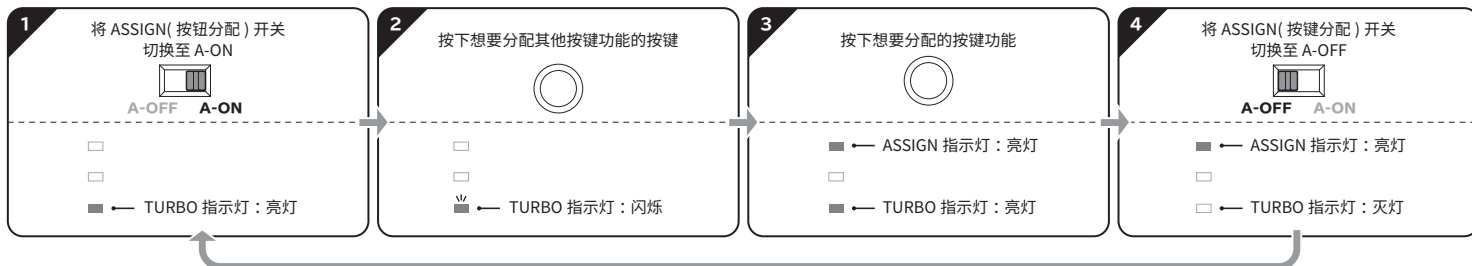 1
将 ASSIGN( 按钮分配 ) 开关
切换至 A-ON
A-OFF A-ON
TURBO 指示灯：亮灯
2
按下想要分配其他按键功能的按键
TURBO 指示灯：闪烁
3
按下想要分配的按键功能
ASSIGN 指示灯：亮灯
TURBO 指示灯：亮灯
4
将 ASSIGN( 按键分配 ) 开关
切换至 A-OFF
A-OFF A-ON
ASSIGN 指示灯：亮灯
TURBO 指示灯：灭灯